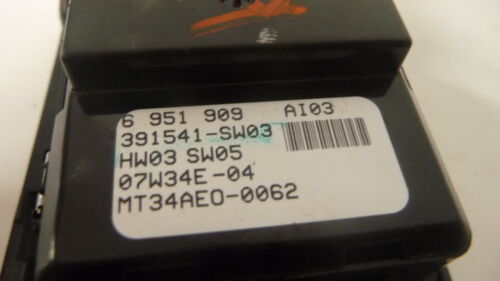 6 951 909 AI03
391541-SW03
HW03 SW05
07W34E-04
MT34AEO-0062